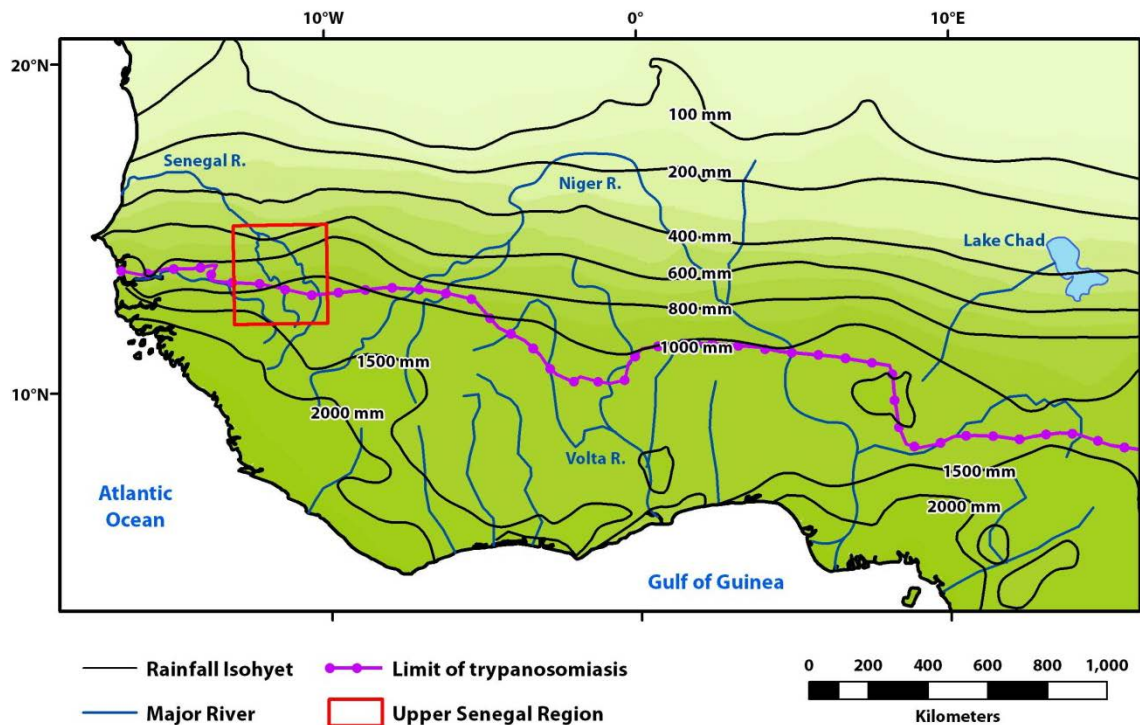 10°W
0°
10°E
20°N
100 mm
Senegal R.
Niger R.
200 mm
400 mm
Lake Chad
600 mm
800 mm
1000 mm
1500 mm
10°N
2000 mm
Volta R.
1500 mm
Atlantic
Ocean
2000 mm
Gulf of Guinea
Rainfall Isohyet
Limit of trypanosomiasis
0 200 400 600 800 1,000
Major River
Upper Senegal Region
Kilometers